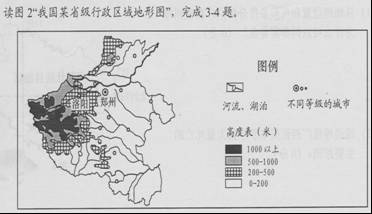 读图2“我国某省级行政区域地形图”，完成3-4题。
洛阳
郑州
图例
河流、湖泊
不同等级的城市
高度表（米）
1000以上
500-1000
200-500
0-200